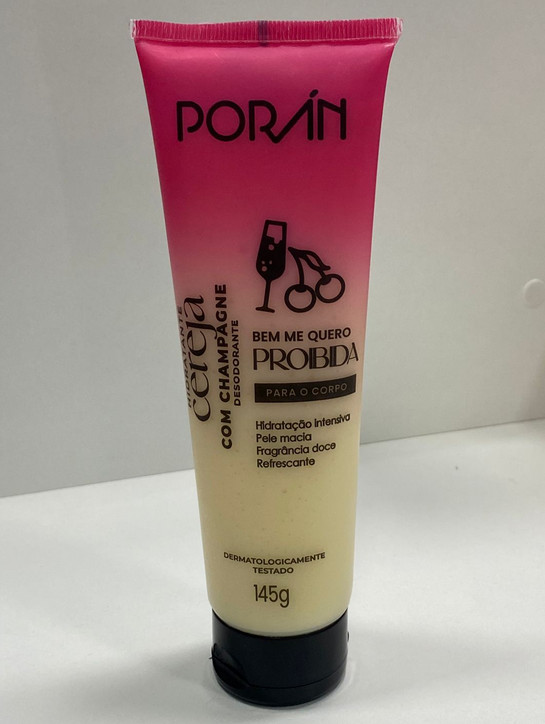 PORÁN
HIDRATANTE
cereja
COM CHAMPAGNE
DESODORANTE
BEM ME QUERO
PROIBIDA
PARA O CORPO
Hidratação intensiva
Pele macia
Fragrância doce
Refrescante
DERMATOLOGICAMENTE
TESTADO
145g